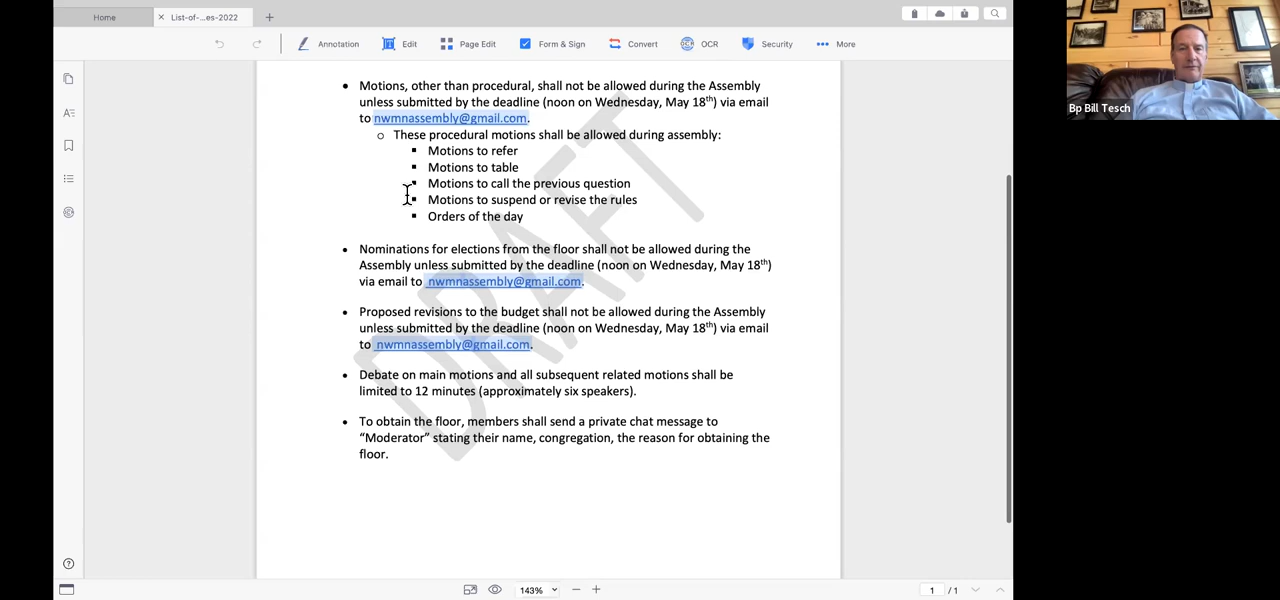 Home
× List-of-...es-2022 +
Annotation Edit Page Edit Form & Sign Convert OCR OCR Security ••• More
• Motions, other than procedural, shall not be allowed during the Assembly
unless submitted by the deadline (noon on Wednesday, May 18th) via email
to nwmnassembly@gmail.com.
o These procedural motions shall be allowed during assembly:
▪ Motions to refer
▪ Motions to table
▪ Motions to call the previous question
▪ Motions to suspend or revise the rules
▪ Orders of the day
• Nominations for elections from the floor shall not be allowed during the
Assembly unless submitted by the deadline (noon on Wednesday, May 18th)
via email to nwmnassembly@gmail.com.
• Proposed revisions to the budget shall not be allowed during the Assembly
unless submitted by the deadline (noon on Wednesday, May 18th) via email
to nwmnassembly@gmail.com.
• Debate on main motions and all subsequent related motions shall be
limited to 12 minutes (approximately six speakers).
• To obtain the floor, members shall send a private chat message to
“Moderator” stating their name, congregation, the reason for obtaining the
floor.
DRAFT
143% − +
1 / 1
Bp Bill Tesch